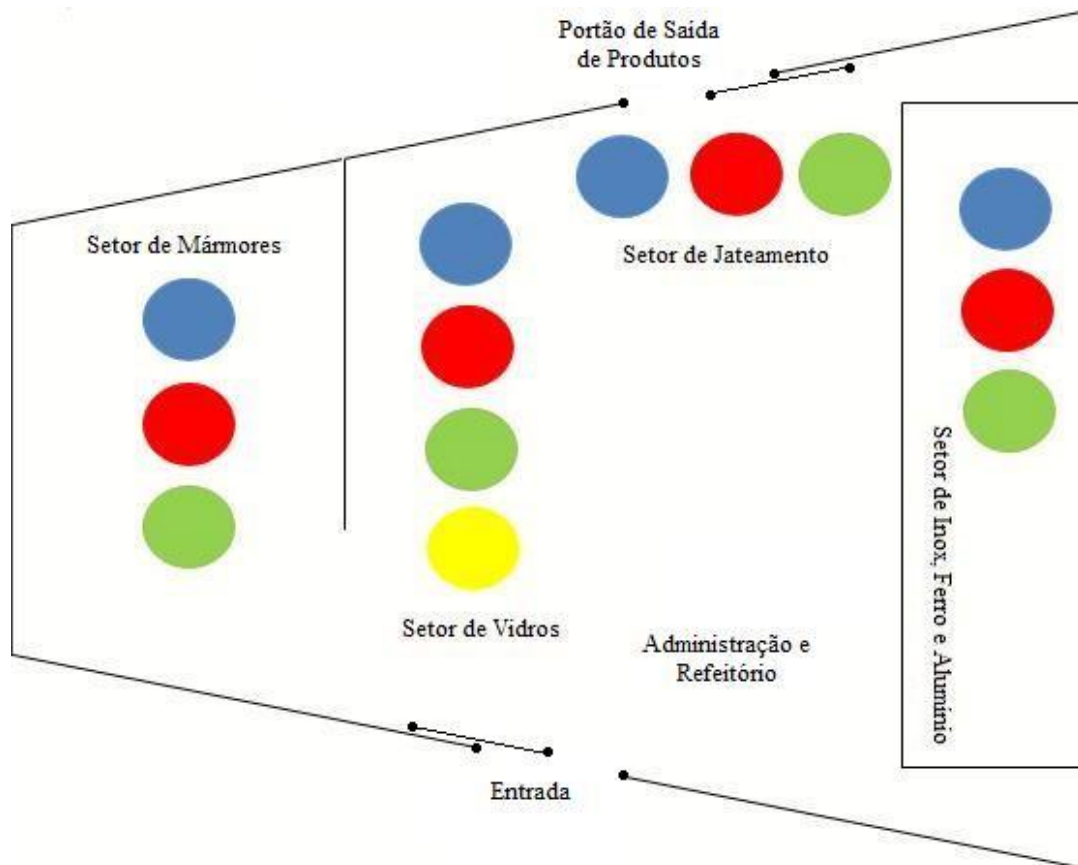 Portão de Saída
de Produtos
Setor de Mármores
Setor de Jateamento
Setor de Vidros
Administração e
Refeitório
Setor de Inox, Ferro e Alumínio
Entrada